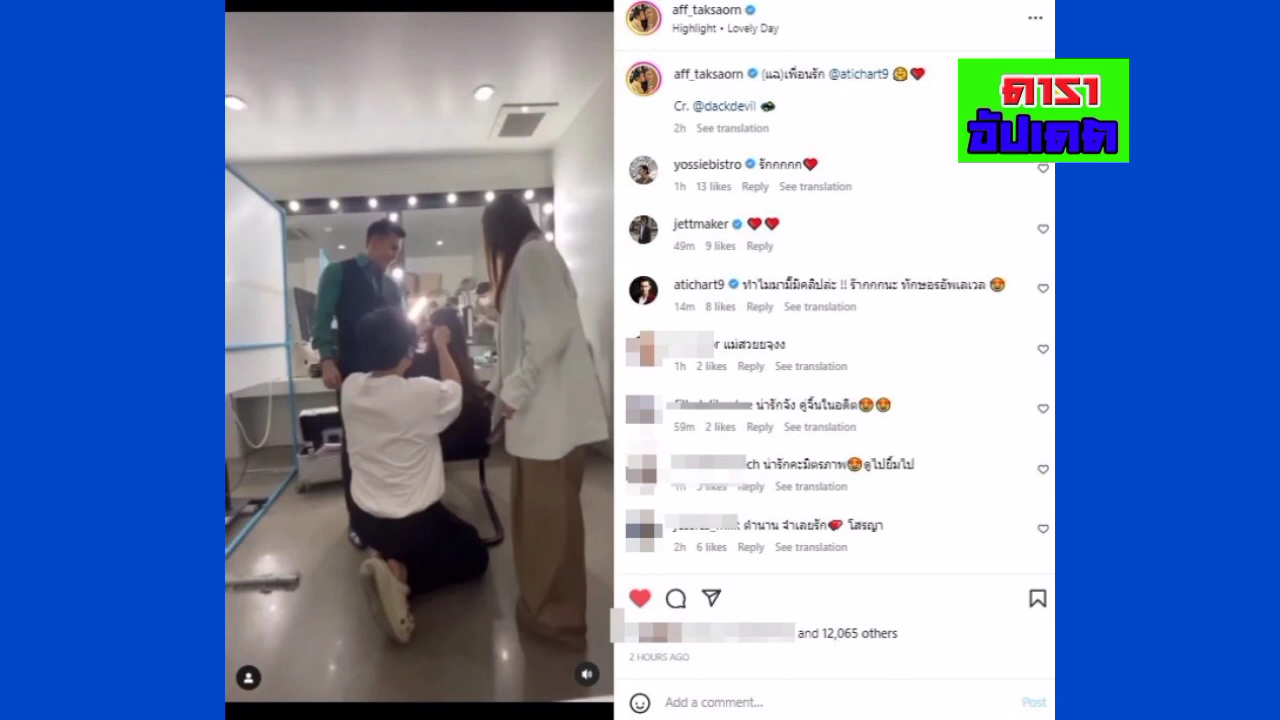 aff_taksaorn
Highlight • Lovely Day
ดารา
อัปเดต
aff_taksaorn (แฉ)เพื่อนรัก @atichart9
Cr. @dackdevil
2h See translation
yossiebistro รักกกกก
1h 13 likes Reply See translation
jettmaker
49m 9 likes Reply
atichart9 ทำไมมามี๊มีคลิปล่ะ !! ร๊ากกกนะ ทักษอรอัพเลเวล
14m 8 likes Reply See translation
แม่สวยยจุงง
1h 2 likes Reply See translation
น่ารักจัง คู่จิ้นในอดีต
59m 2 likes Reply See translation
น่ารักคะมิตรภาพ ดูไปยิ้มไป
Reply See translation
ตำนาน จำเลยรัก โสรญา
2h 6 likes Reply See translation
and 12,065 others
2 HOURS AGO
Add a comment...
Post